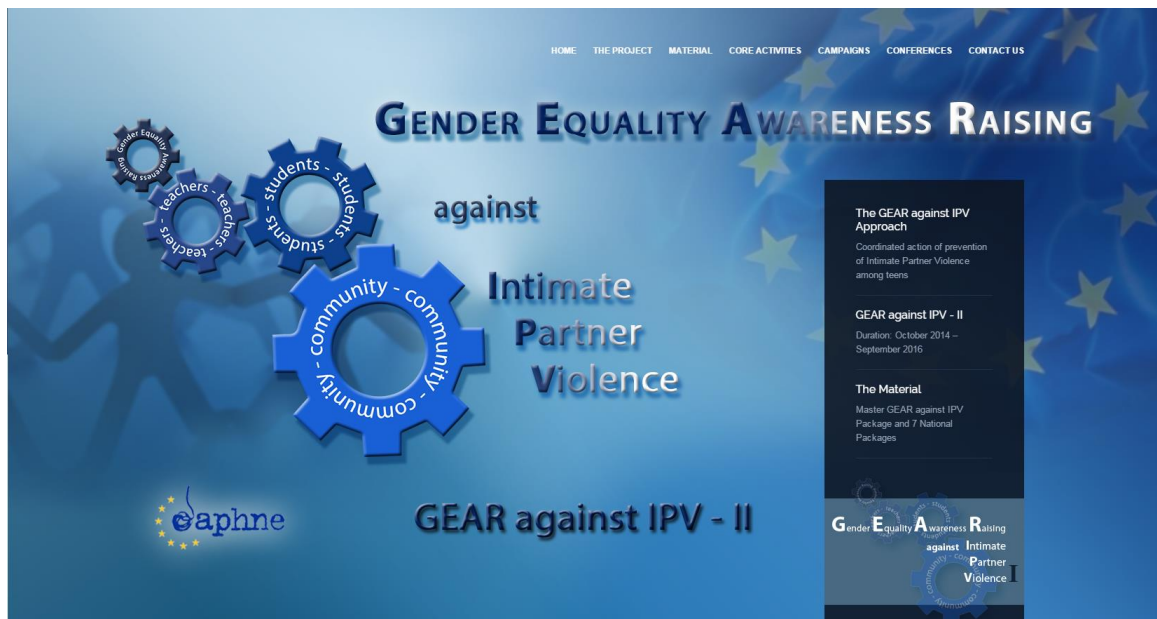 HOME THE PROJECT MATERIAL CORE ACTIVITIES CAMPAIGNS CONFERENCES CONTACT US
GENDER EQUALITY AWARENESS RAISING
Gender Equality Awareness Raising
teachers - teachers - teachers -
students - students - students -
community - community - community -
against
Intimate
Partner
Violence
daphne
GEAR against IPV - II
The GEAR against IPV
Approach
Coordinated action of prevention
of Intimate Partner Violence
among teens
GEAR against IPV - II
Duration: October 2014 –
September 2016
The Material
Master GEAR against IPV
Package and 7 National
Packages
Gender Equality Awareness Raising
against Intimate
Partner
Violence I
students
community - community